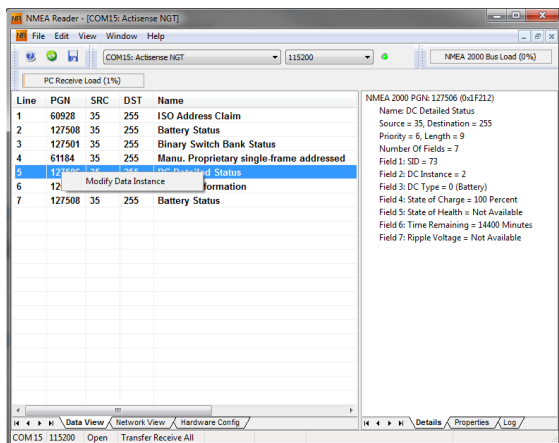 NMEA Reader - [COM15: Actisense NGT]
File Edit View Window Help
COM15: Actisense NGT 115200 NMEA 2000 Bus Load (0%)
PC Receive Load (1%)
Line PGN SRC DST Name
1 60928 35 255 ISO Address Claim
2 127508 35 255 Battery Status
3 127501 35 255 Binary Switch Bank Status
4 61184 35 255 Manu. Proprietary single-frame addressed
5 127506 35 255 DC Detailed Status
Modify Data Instance
6
7 127508 35 255 Battery Status
NMEA 2000 PGN: 127506 (0x1F212)
Name: DC Detailed Status
Source = 35, Destination = 255
Priority = 6, Length = 9
Number Of Fields = 7
Field 1: SID = 73
Field 2: DC Instance = 2
Field 3: DC Type = 0 (Battery)
Field 4: State of Charge = 100 Percent
Field 5: State of Health = Not Available
Field 6: Time Remaining = 14400 Minutes
Field 7: Ripple Voltage = Not Available
Data View Network View Hardware Config
Details Properties Log
COM15 115200 Open Transfer Receive All